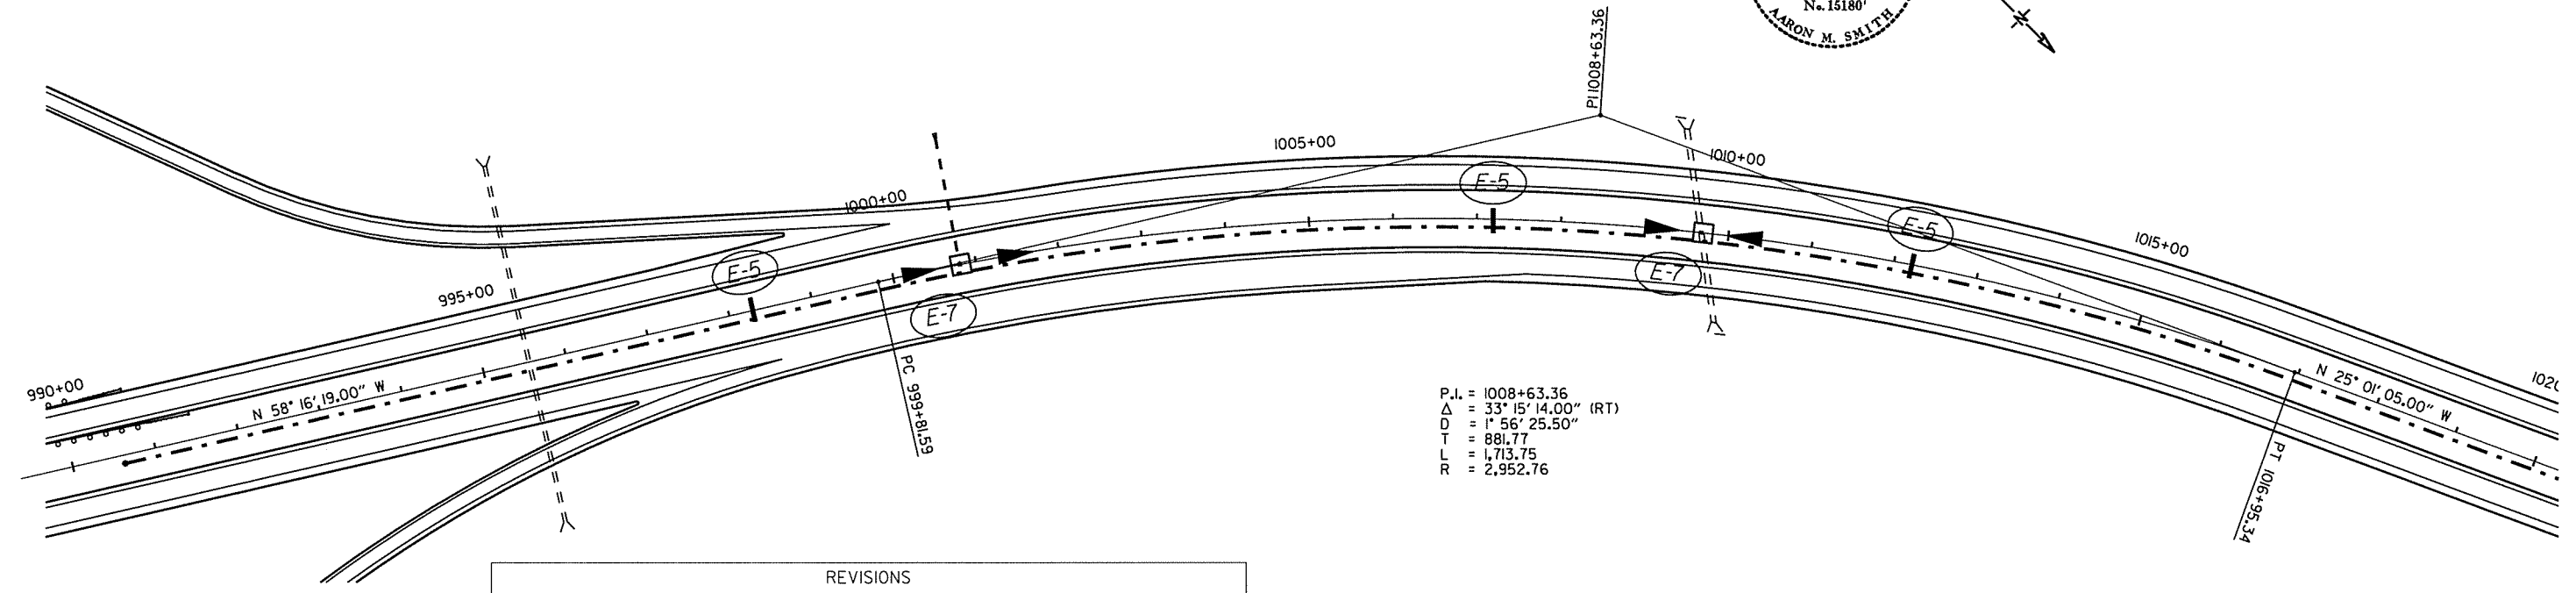 No. 15180
AARON M. SMITH
N
PI 1008+63.36
1005+00
1010+00
E-5
1000+00
E-5
1015+00
E-5
995+00
E-7
E-7
990+00
N 58° 16' 19.00" W
PC 999+81.59
N 25° 01' 05.00" W
PT 1016+95.34
P.I. = 1008+63.36
Δ = 33° 15' 14.00" (RT)
D = 1° 56' 25.50"
T = 881.77
L = 1,713.75
R = 2,952.76
REVISIONS